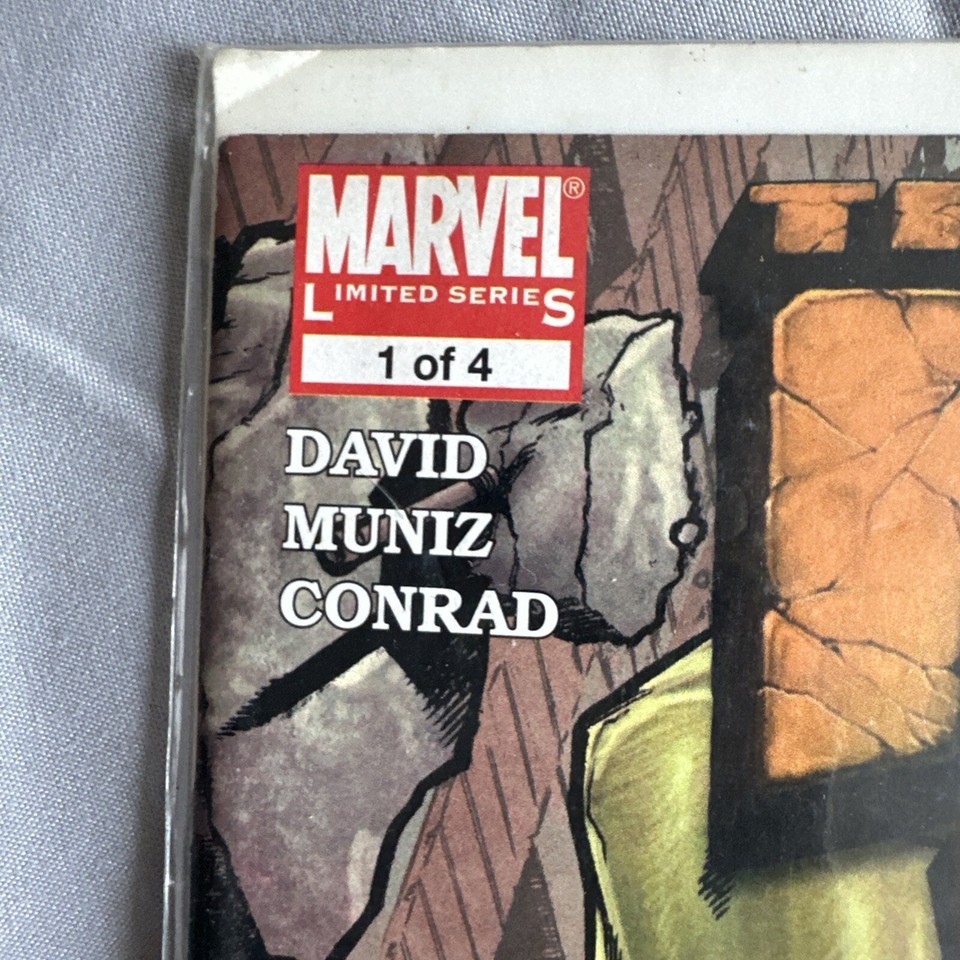 MARVEL®
LIMITED SERIES
1 of 4
DAVID
MUNIZ
CONRAD